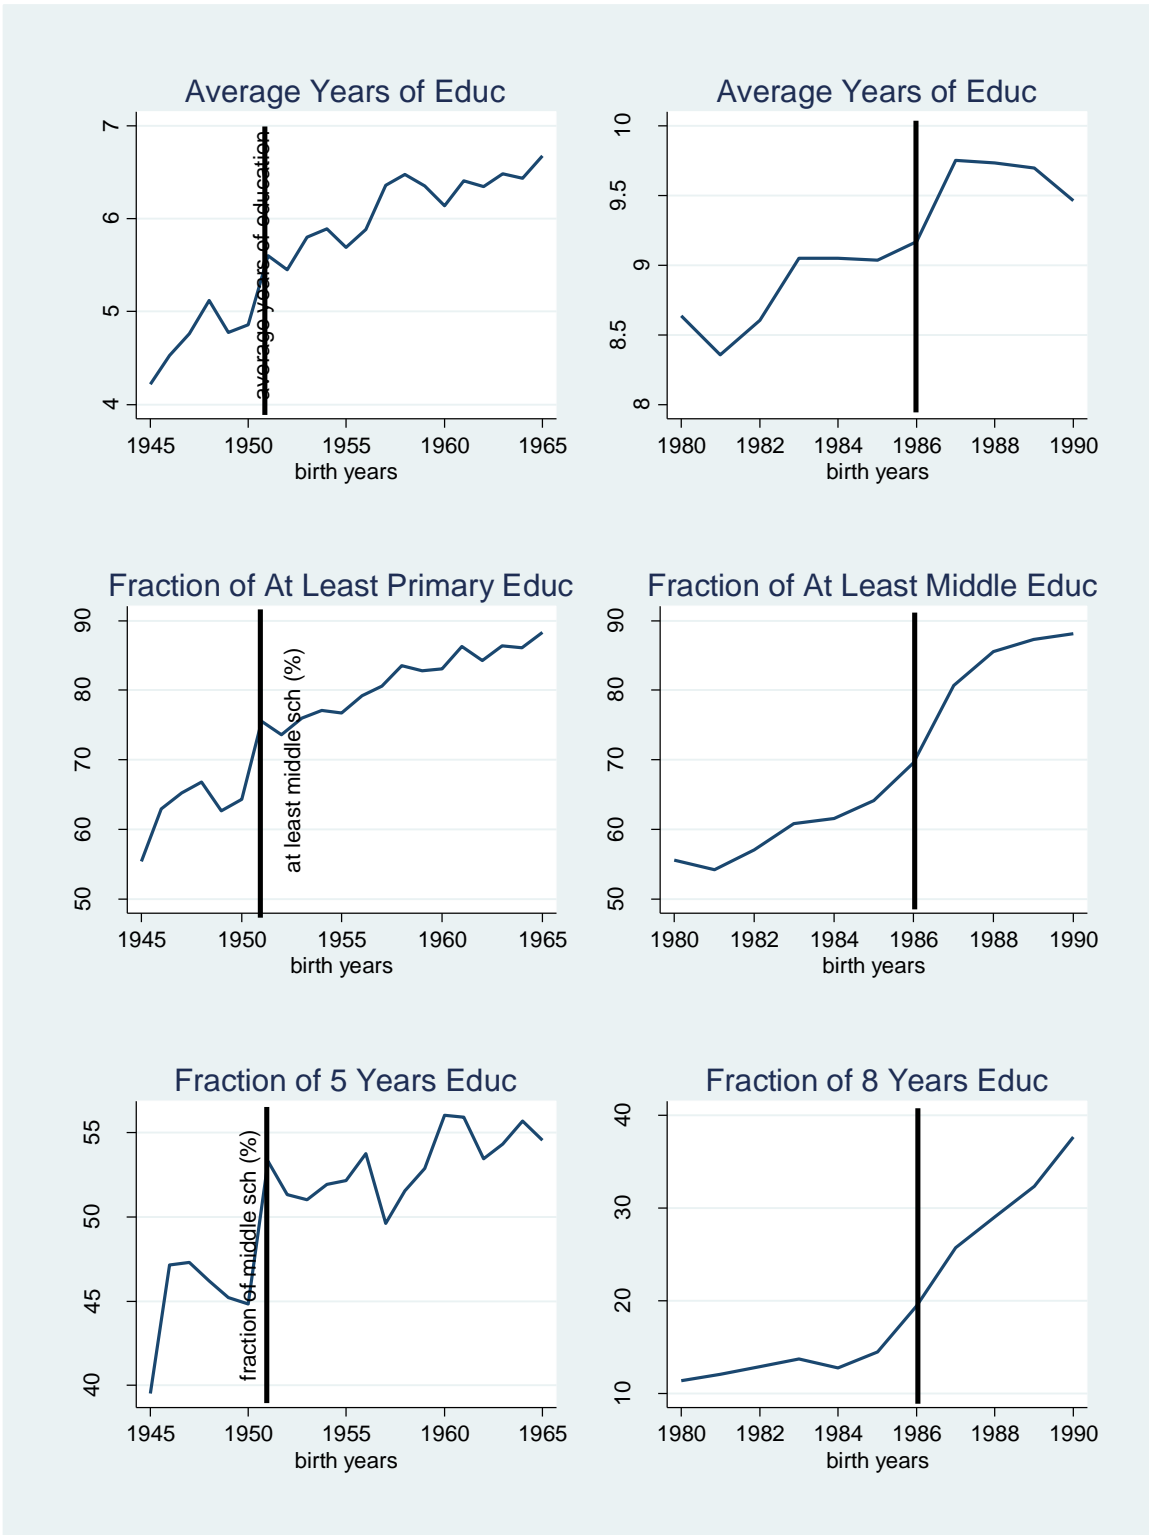 Average Years of Educ
7
6
5
4
average years of education
1945 1950 1955 1960 1965
birth years
Average Years of Educ
10
9.5
9
8.5
8
1980 1982 1984 1986 1988 1990
birth years
Fraction of At Least Primary Educ
90
80
70
60
50
at least middle sch (%)
1945 1950 1955 1960 1965
birth years
Fraction of At Least Middle Educ
90
80
70
60
50
1980 1982 1984 1986 1988 1990
birth years
Fraction of 5 Years Educ
55
50
45
40
fraction of middle sch (%)
1945 1950 1955 1960 1965
birth years
Fraction of 8 Years Educ
40
30
20
10
1980 1982 1984 1986 1988 1990
birth years